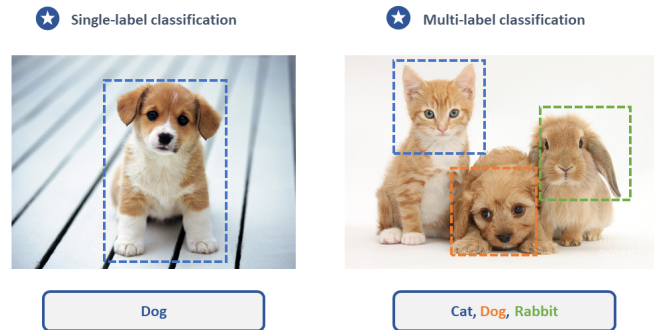 Single-label classification
Multi-label classification
Dog
Cat, Dog, Rabbit